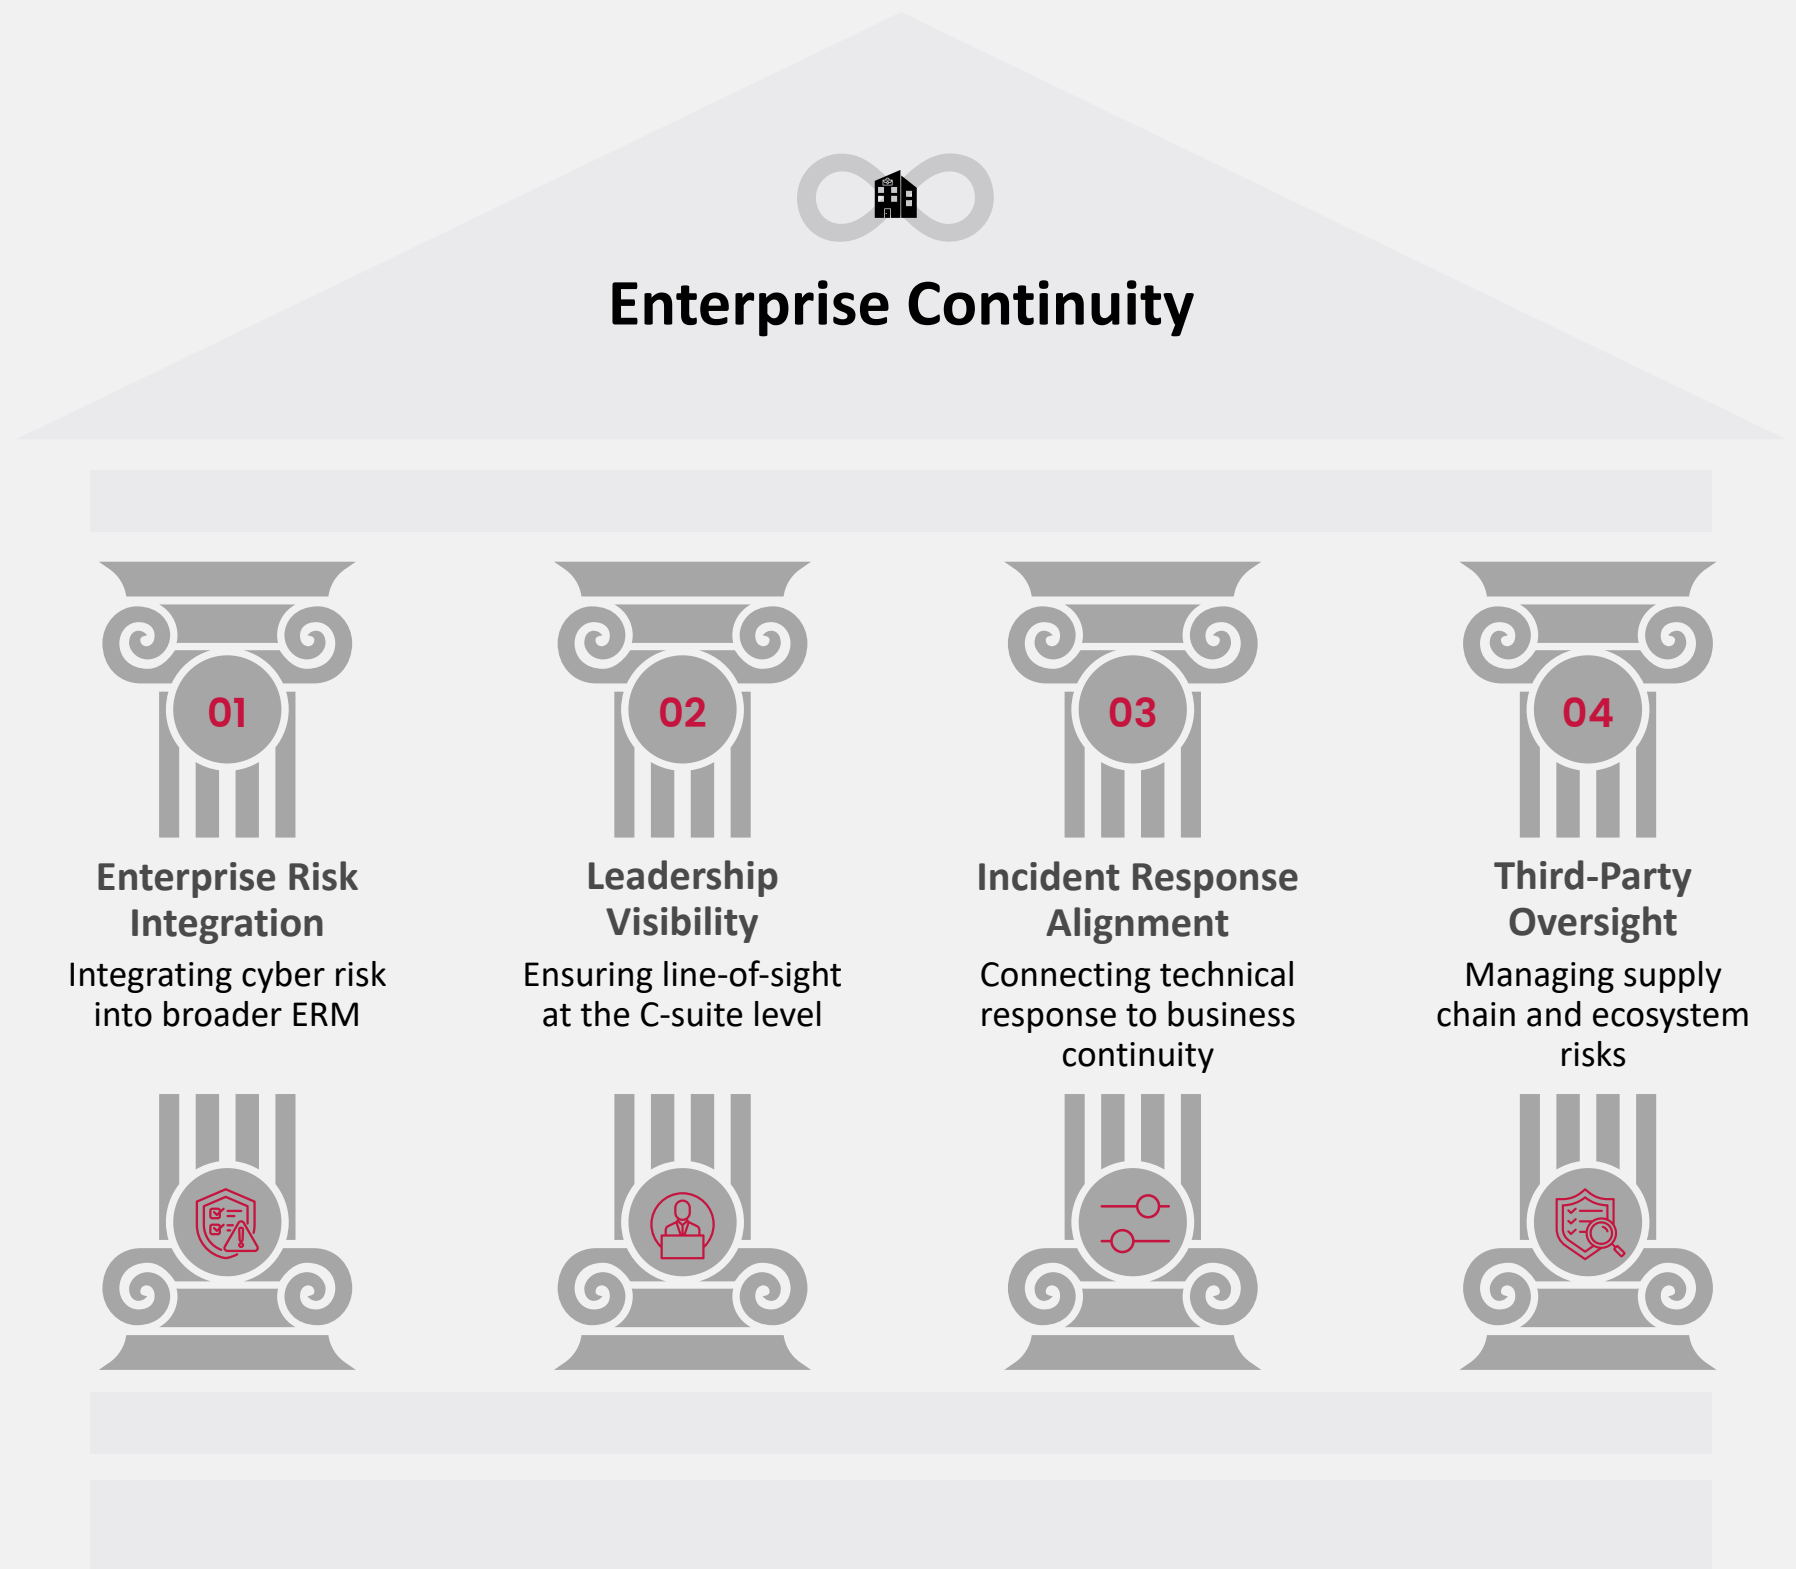 Enterprise Continuity
01
Enterprise Risk
Integration
Integrating cyber risk
into broader ERM
02
Leadership
Visibility
Ensuring line-of-sight
at the C-suite level
03
Incident Response
Alignment
Connecting technical
response to business
continuity
04
Third-Party
Oversight
Managing supply
chain and ecosystem
risks